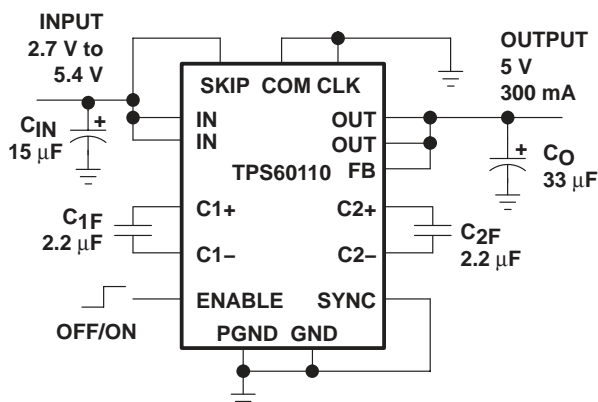 INPUT
2.7 V to
5.4 V
OUTPUT
5 V
300 mA
SKIP COM CLK
IN OUT
IN OUT
TPS60110 FB
CIN
15 µF
CO
33 µF
C1+ C2+
C1F
2.2 µF
C1− C2−
C2F
2.2 µF
ENABLE SYNC
OFF/ON
PGND GND
+
+